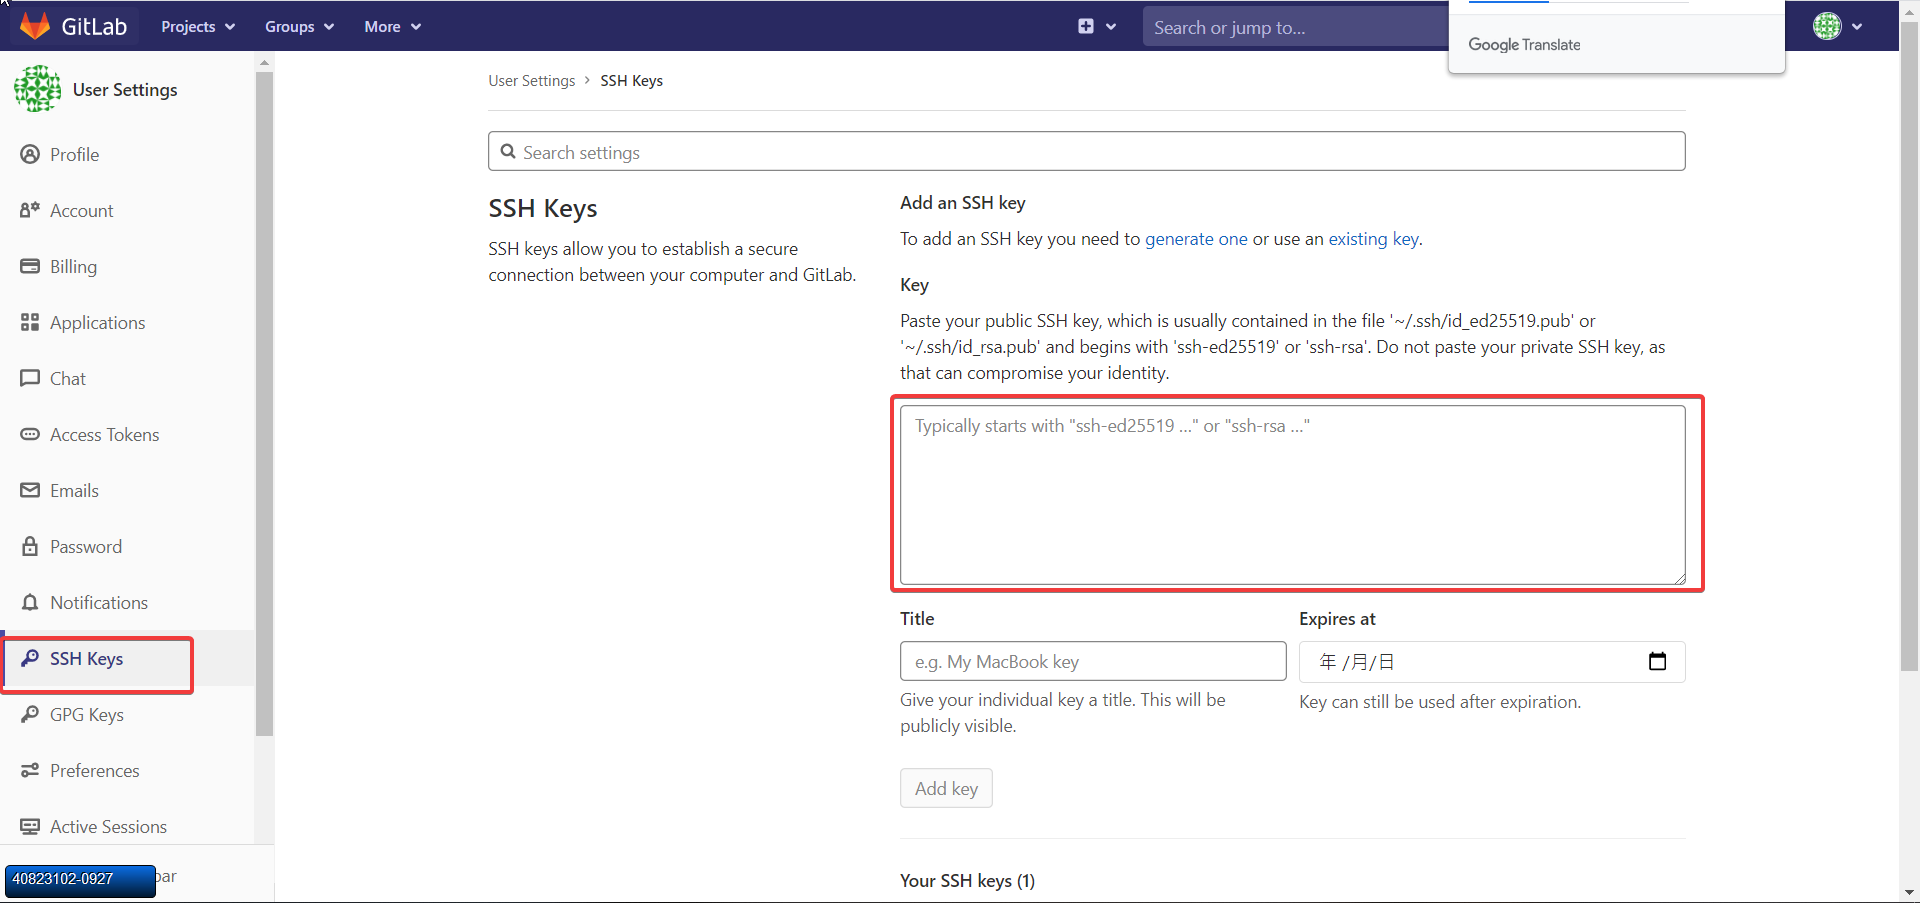 GitLab
Projects
Groups
More
Search or jump to...
Google Translate
User Settings
Profile
Account
Billing
Applications
Chat
Access Tokens
Emails
Password
Notifications
SSH Keys
GPG Keys
Preferences
Active Sessions
bar
40823102-0927
User Settings > SSH Keys
Search settings
SSH Keys
SSH keys allow you to establish a secure
connection between your computer and GitLab.
Add an SSH key
To add an SSH key you need to generate one or use an existing key.
Key
Paste your public SSH key, which is usually contained in the file '~/.ssh/id_ed25519.pub' or
'~/.ssh/id_rsa.pub' and begins with 'ssh-ed25519' or 'ssh-rsa'. Do not paste your private SSH key, as
that can compromise your identity.
Typically starts with "ssh-ed25519 ..." or "ssh-rsa ..."
Title
e.g. My MacBook key
Give your individual key a title. This will be
publicly visible.
Expires at
年 /月/日
Key can still be used after expiration.
Add key
Your SSH keys (1)